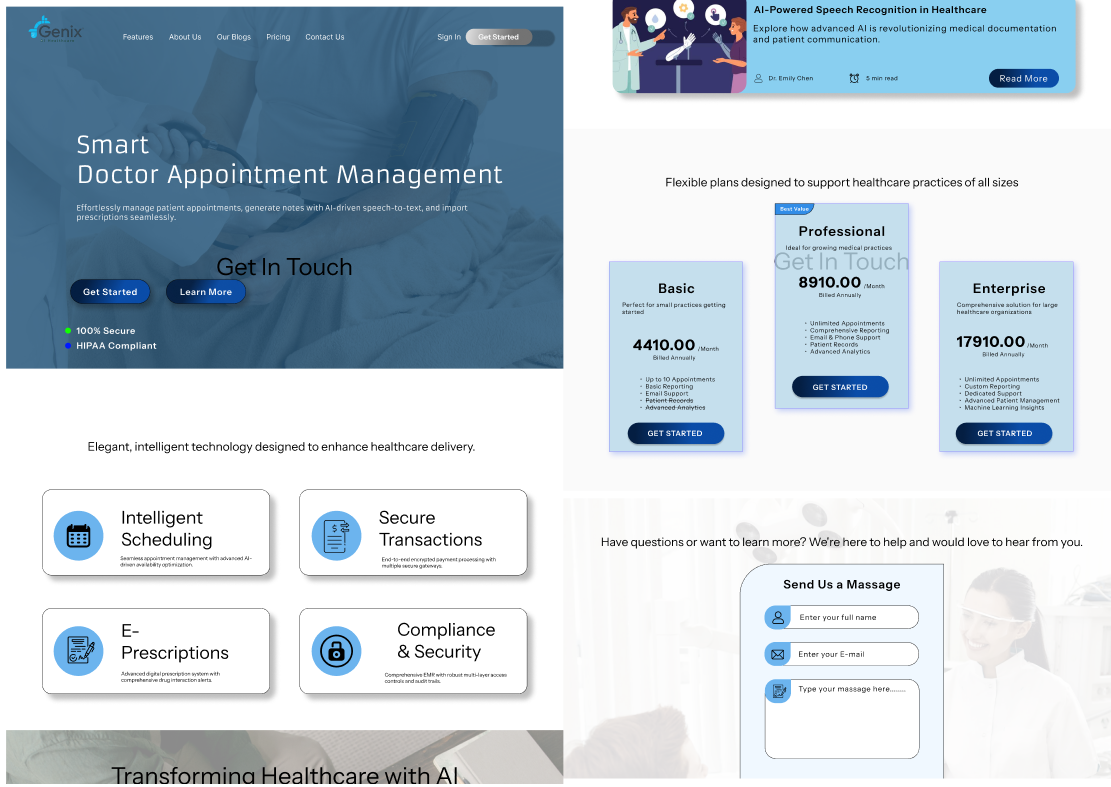 Genix
Features
About Us
Our Blogs
Pricing
Contact Us
Sign In
Get Started
Smart
Doctor Appointment Management
Effortlessly manage patient appointments, generate notes with AI-driven speech-to-text, and import
prescriptions seamlessly.
Get In Touch
Get Started
Learn More
100% Secure
HIPAA Compliant
Elegant, intelligent technology designed to enhance healthcare delivery.
Intelligent
Scheduling
Seamless appointment management with advanced AI-
driven availability optimization.
Secure
Transactions
End-to-end encrypted payment processing with
multiple secure gateways.
E-
Prescriptions
Advanced digital prescription system with
comprehensive drug interaction alerts.
Compliance
& Security
Comprehensive EMR with robust multi-layer access
controls and audit trails.
Transforming Healthcare with AI
AI-Powered Speech Recognition in Healthcare
Explore how advanced AI is revolutionizing medical documentation
and patient communication.
Dr. Emily Chen
5 min read
Read More
Flexible plans designed to support healthcare practices of all sizes
Basic
Perfect for small practices getting
started
4410.00 /Month
Billed Annually
• Up to 10 Appointments
• Basic Reporting
• Email Support
• Patient Records
• Advanced Analytics
GET STARTED
Best Value
Professional
Ideal for growing medical practices
Get In Touch
8910.00 /Month
Billed Annually
• Unlimited Appointments
• Comprehensive Reporting
• Email & Phone Support
• Patient Records
• Advanced Analytics
GET STARTED
Enterprise
Comprehensive solution for large
healthcare organizations
17910.00 /Month
Billed Annually
• Unlimited Appointments
• Custom Reporting
• Dedicated Support
• Advanced Patient Management
• Machine Learning Insights
GET STARTED
Have questions or want to learn more? We're here to help and would love to hear from you.
Send Us a Massage
Enter your full name
Enter your E-mail
Type your massage here........